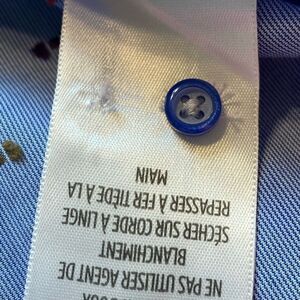 NE PAS UTILISER AGENT DE
BLANCHIMENT
SÉCHER SUR CORDE À LINGE
REPASSER À FER TIÈDE À LA
MAIN